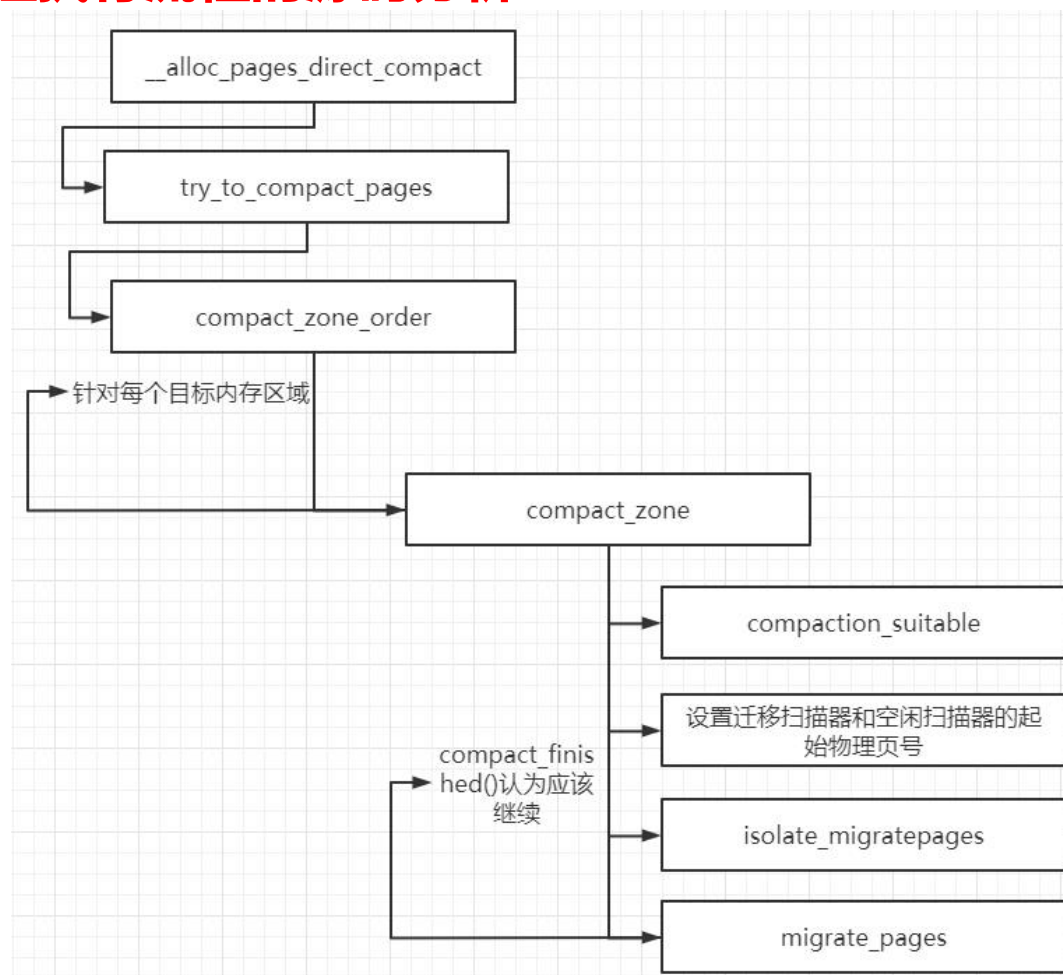 __alloc_pages_direct_compact
try_to_compact_pages
compact_zone_order
针对每个目标内存区域
compact_zone
compaction_suitable
设置迁移扫描器和空闲扫描器的起
始物理页号
compact_finis
hed()认为应该
继续
isolate_migratepages
migrate_pages